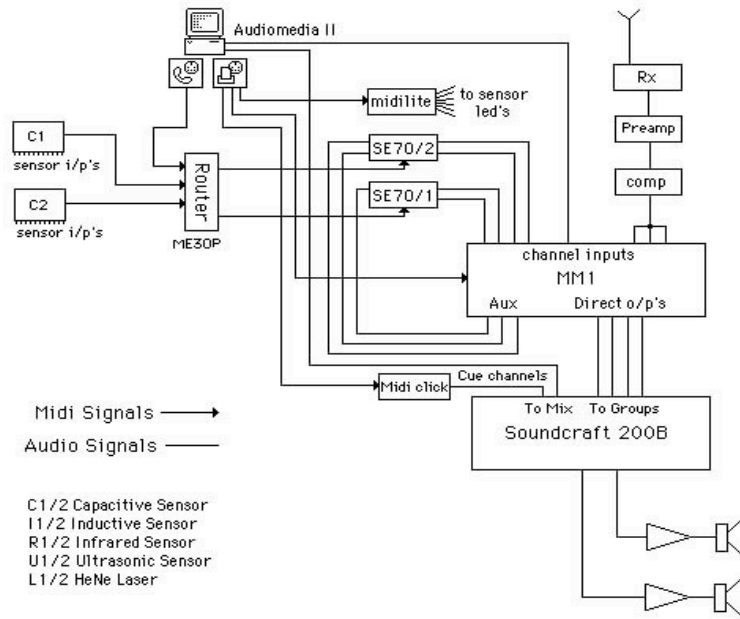 Audiomedia II
Rx
midilite
to sensor
led's
Preamp
C1
sensor i/p's
SE70/2
Router
SE70/1
comp
C2
sensor i/p's
ME30P
channel inputs
MM1
Aux
Direct o/p's
Midi click
Cue channels
To Mix
To Groups
Soundcraft 200B
Midi Signals
Audio Signals
C1/2 Capacitive Sensor
I1/2 Inductive Sensor
R1/2 Infrared Sensor
U1/2 Ultrasonic Sensor
L1/2 HeNe Laser